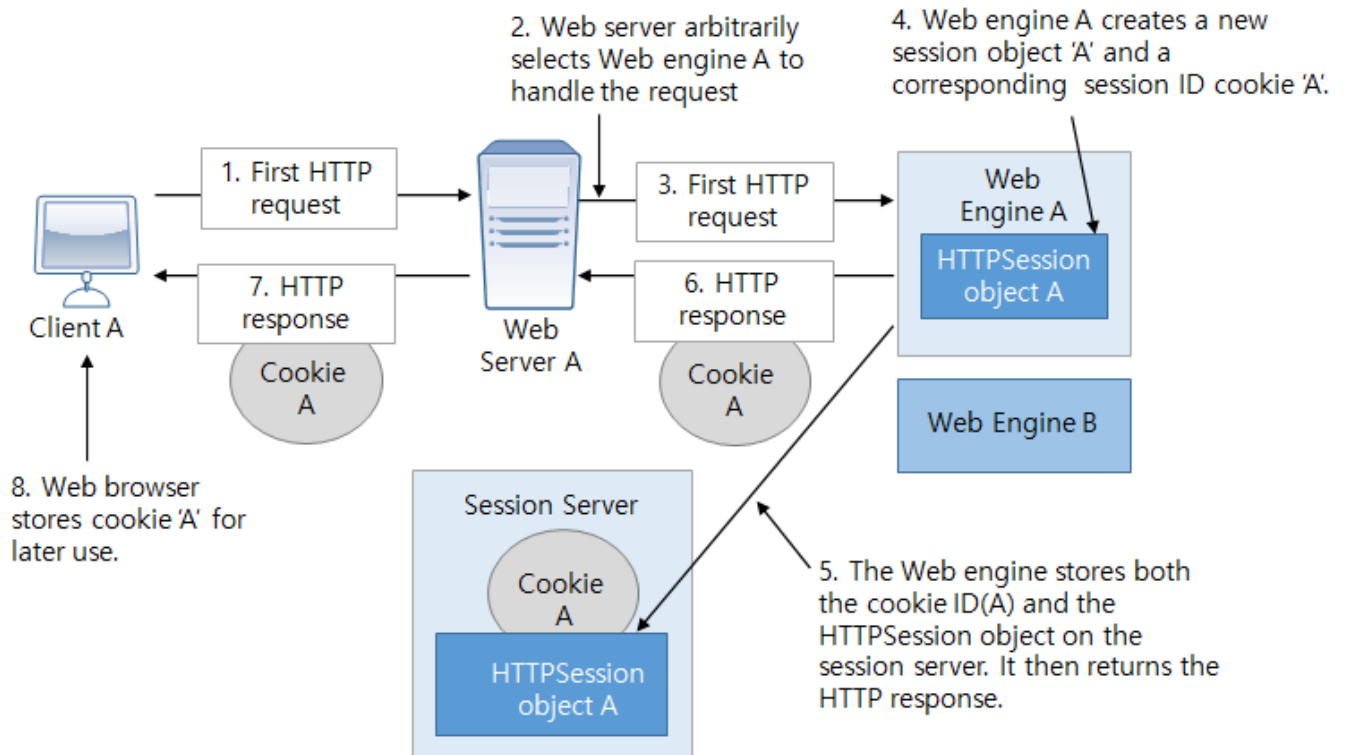 2. Web server arbitrarily
selects Web engine A to
handle the request
4. Web engine A creates a new
session object ‘A’ and a
corresponding session ID cookie ‘A’.
1. First HTTP
request
3. First HTTP
request
Web
Engine A
HTTPSession
object A
7. HTTP
response
6. HTTP
response
Client A
Web
Server A
Cookie
A
Cookie
A
Web Engine B
8. Web browser
stores cookie ‘A’ for
later use.
Session Server
Cookie
A
HTTPSession
object A
5. The Web engine stores both
the cookie ID(A) and the
HTTPSession object on the
session server. It then returns the
HTTP response.